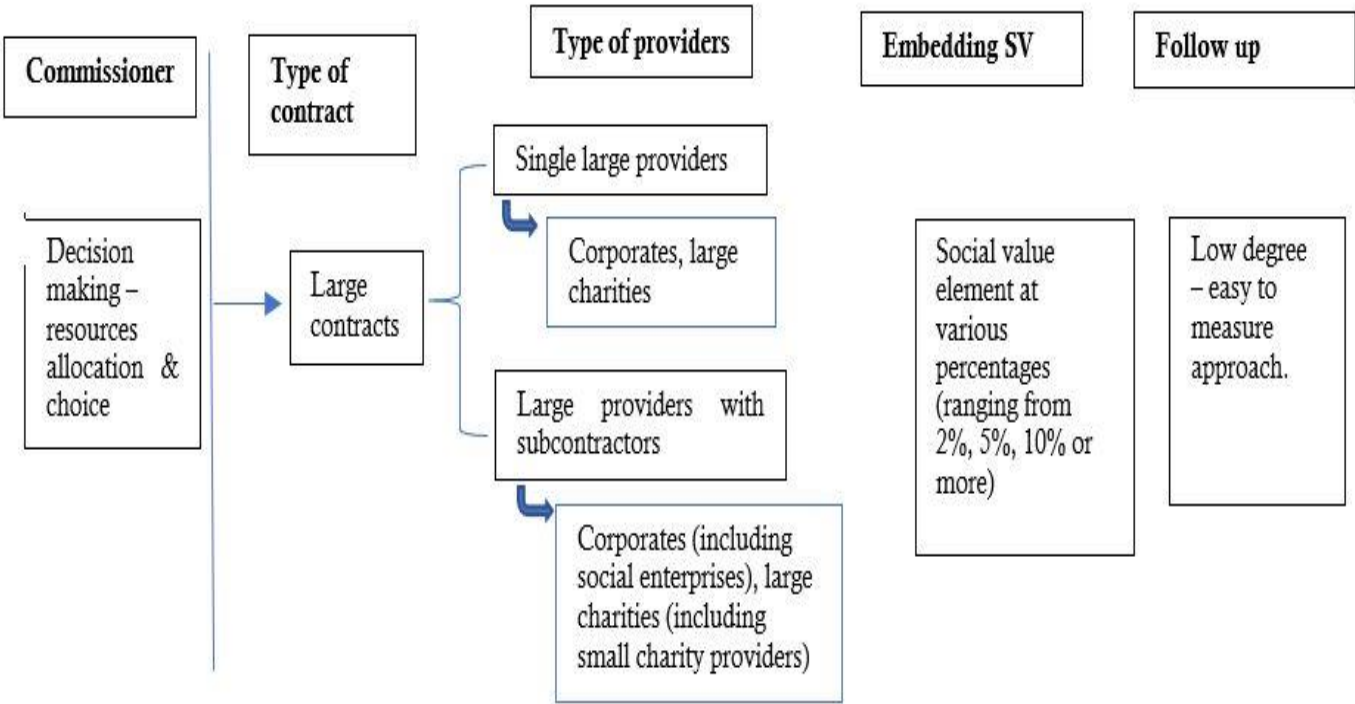 Commissioner
Type of
contract
Type of providers
Embedding SV
Follow up
Decision
making –
resources
allocation &
choice
Large
contracts
Single large providers
Corporates, large
charities
Large providers with
subcontractors
Corporates (including
social enterprises), large
charities (including
small charity providers)
Social value
element at
various
percentages
(ranging from
2%, 5%, 10% or
more)
Low degree
– easy to
measure
approach.